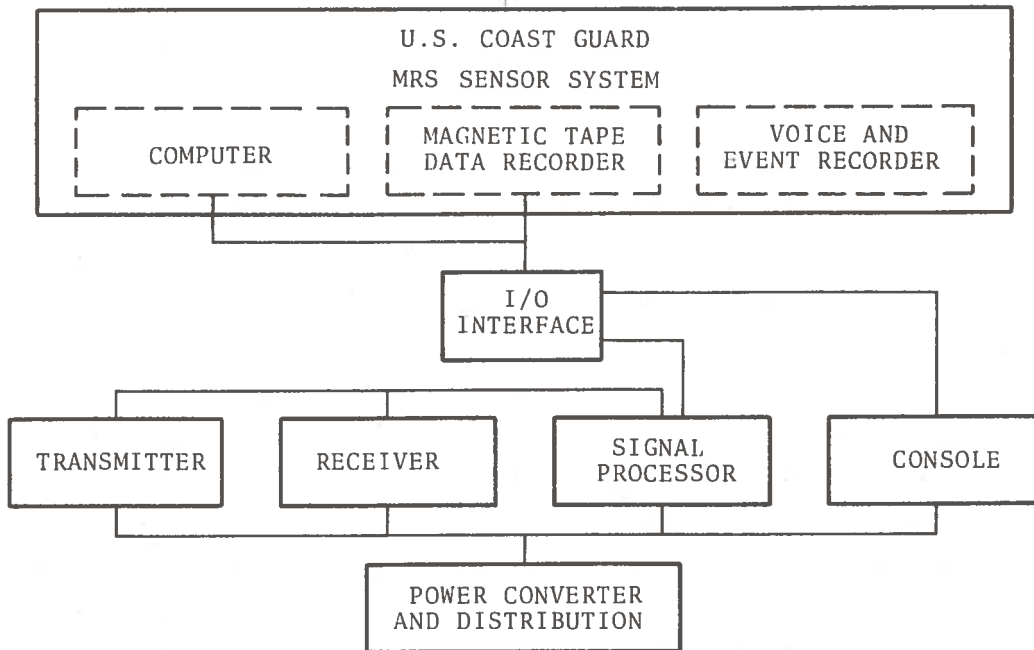 U.S. COAST GUARD
MRS SENSOR SYSTEM
COMPUTER
MAGNETIC TAPE
DATA RECORDER
VOICE AND
EVENT RECORDER
I/O
INTERFACE
TRANSMITTER
RECEIVER
SIGNAL
PROCESSOR
CONSOLE
POWER CONVERTER
AND DISTRIBUTION